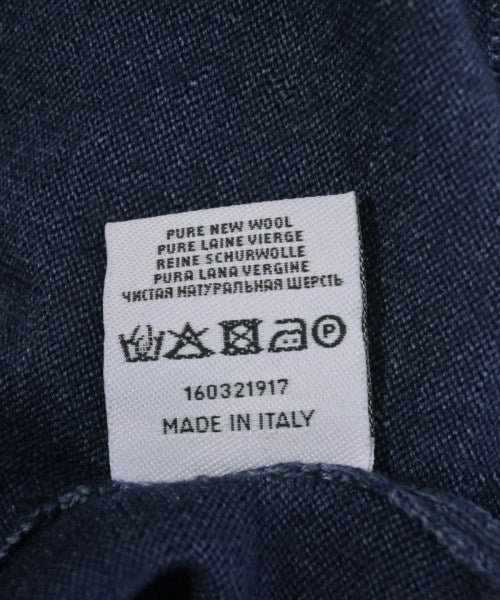 PURE NEW WOOL
PURE LAINE VIERGE
REINE SCHURWOLLE
PURA LANA VERGINE
ЧИСТАЯ НАТУРАЛЬНАЯ ШЕРСТЬ
P
160321917
MADE IN ITALY